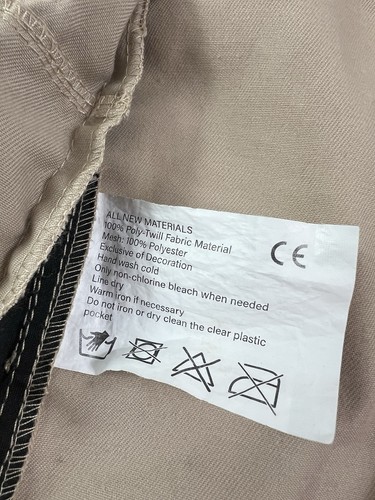 ALL NEW MATERIALS
100% Poly-Twill Fabric Material
Mesh: 100% Polyester
Exclusive of Decoration
Hand wash cold
Only non-chlorine bleach when needed
Line dry
Warm iron if necessary
Do not iron or dry clean the clear plastic
pocket
CE